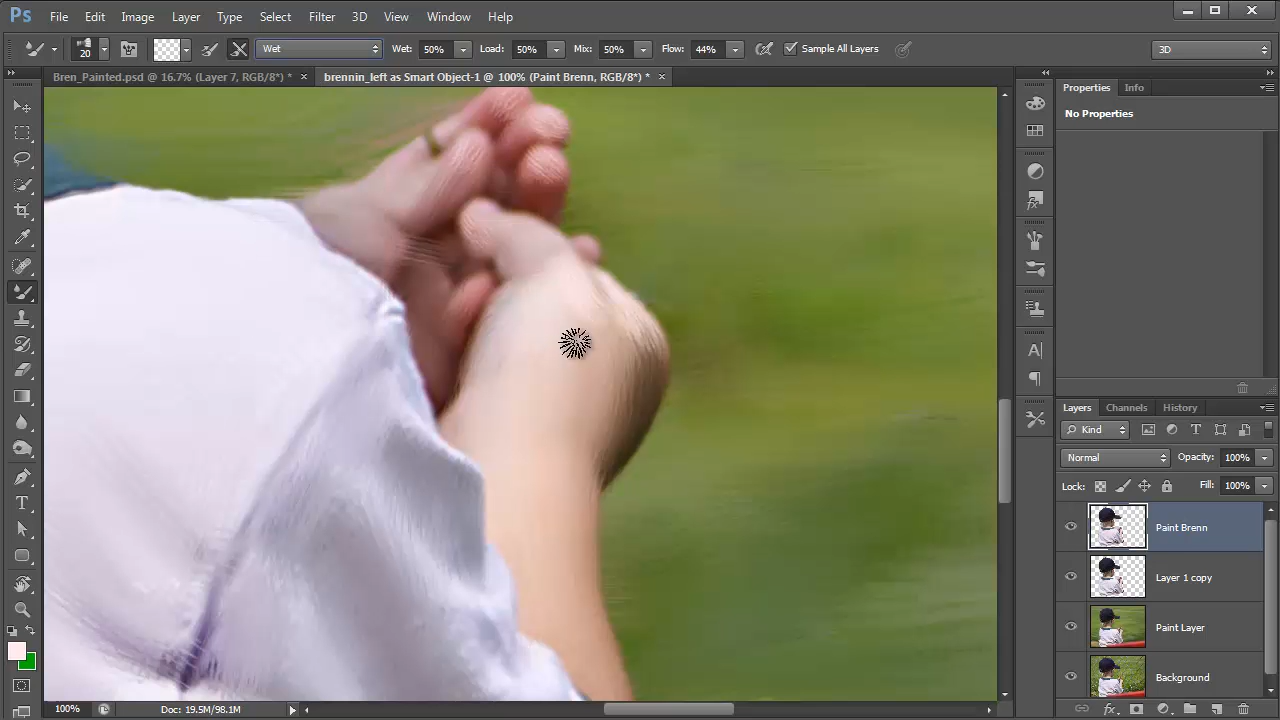 Ps File Edit Image Layer Type Select Filter 3D View Window Help
20 Wet Wet: 50% Load: 50% Mix: 50% Flow: 44% Sample All Layers 3D
Bren_Painted.psd @ 16.7% (Layer 7, RGB/8*) * brennin_left as Smart Object-1 @ 100% (Paint Brenn, RGB/8*) *
Properties Info
No Properties
Layers Channels History
Kind
Normal Opacity: 100%
Lock: Fill: 100%
Paint Brenn
Layer 1 copy
Paint Layer
Background
100% Doc: 19.5M/98.1M